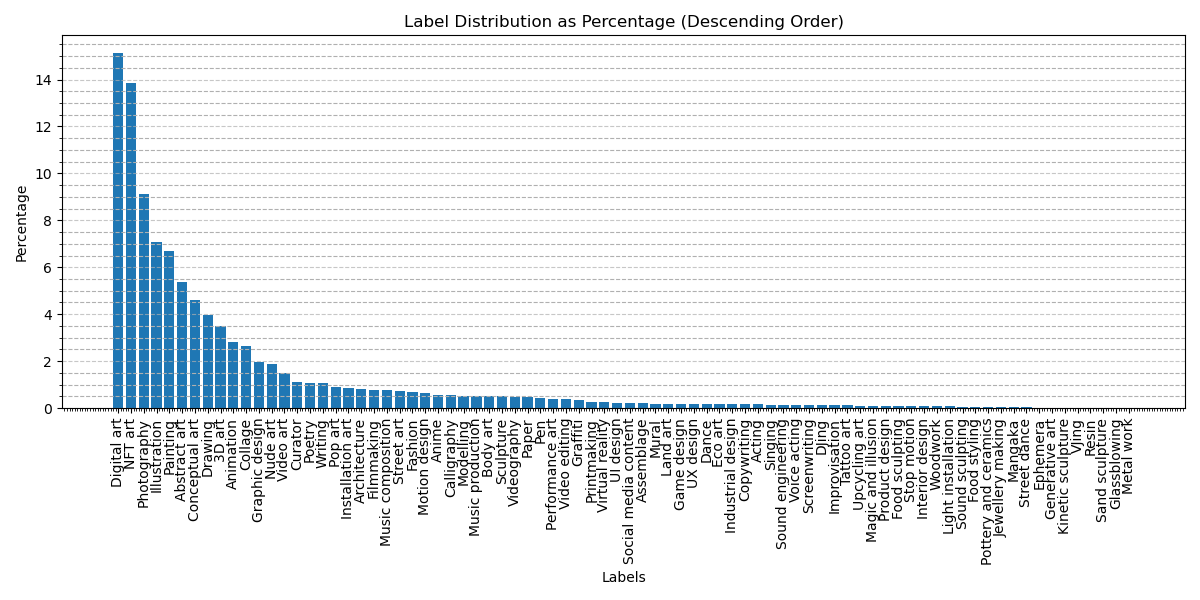 Label Distribution as Percentage (Descending Order)
Percentage
14
12
10
8
6
4
2
0
Digital art
NFT art
Photography
Illustration
Painting
Abstract art
Conceptual art
Drawing
3D art
Animation
Collage
Graphic design
Nude art
Video art
Curator
Poetry
Writing
Pop art
Installation art
Architecture
Filmmaking
Music composition
Street art
Fashion
Motion design
Anime
Calligraphy
Modeling
Music production
Body art
Sculpture
Videography
Paper
Pen
Performance art
Video editing
Graffiti
Printmaking
Virtual reality
UI design
Social media content
Assemblage
Mural
Land art
Game design
UX design
Dance
Eco art
Industrial design
Copywriting
Acting
Singing
Sound engineering
Voice acting
Screenwriting
DJing
Improvisation
Tattoo art
Upcycling art
Magic and illusion
Product design
Food sculpting
Stop motion
Interior design
Woodwork
Light installation
Sound sculpting
Food styling
Pottery and ceramics
Jewellery making
Mangaka
Street dance
Ephemera
Generative art
Kinetic sculpture
VJing
Resin
Sand sculpture
Glassblowing
Metal work
Labels